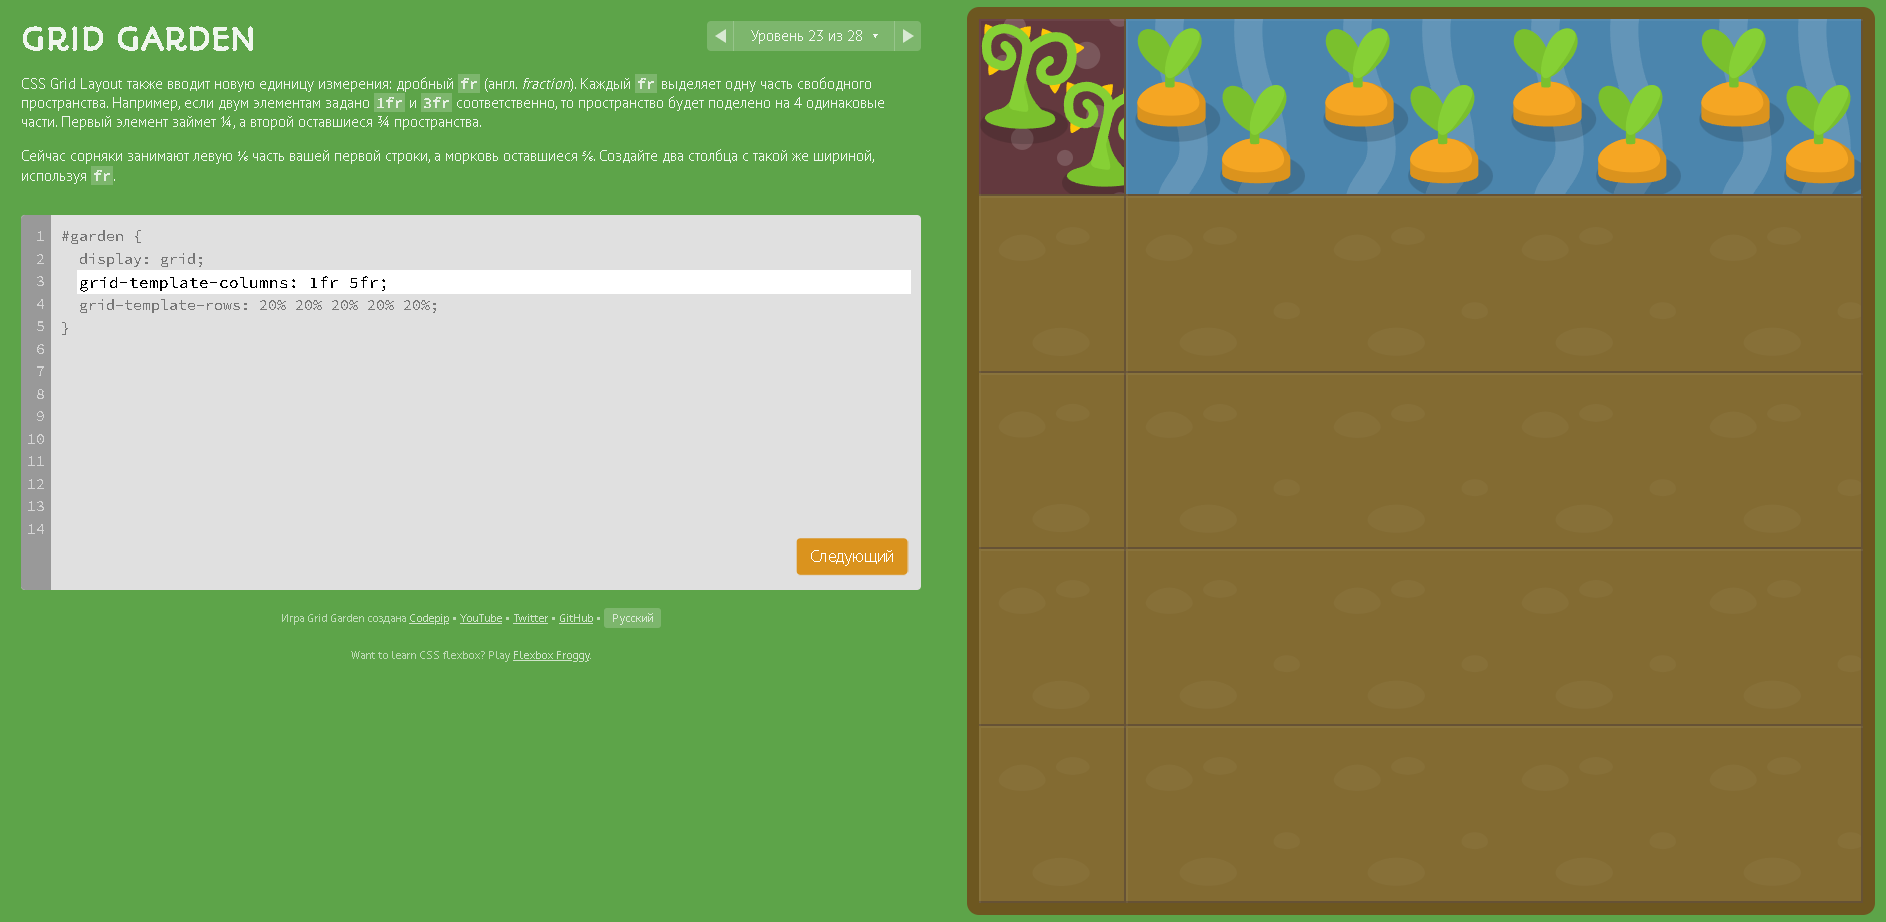 GRID GARDEN
Уровень 23 из 28 ▾
CSS Grid Layout также вводит новую единицу измерения: дробный fr (англ. fraction). Каждый fr выделяет одну часть свободного
пространства. Например, если двум элементам задано 1fr и 3fr соответственно, то пространство будет поделено на 4 одинаковые
части. Первый элемент займет ¼, а второй оставшиеся ¾ пространства.
Сейчас сорняки занимают левую ⅙ часть вашей первой строки, а морковь оставшиеся ⅚. Создайте два столбца с такой же шириной,
используя fr.
1 #garden {
2 display: grid;
3 grid-template-columns: 1fr 5fr;
4 grid-template-rows: 20% 20% 20% 20% 20%;
5 }
6
7
8
9
10
11
12
13
14
Следующий
Игра Grid Garden создана Codepip • YouTube • Twitter • GitHub • Русский
Want to learn CSS flexbox? Play Flexbox Froggy.